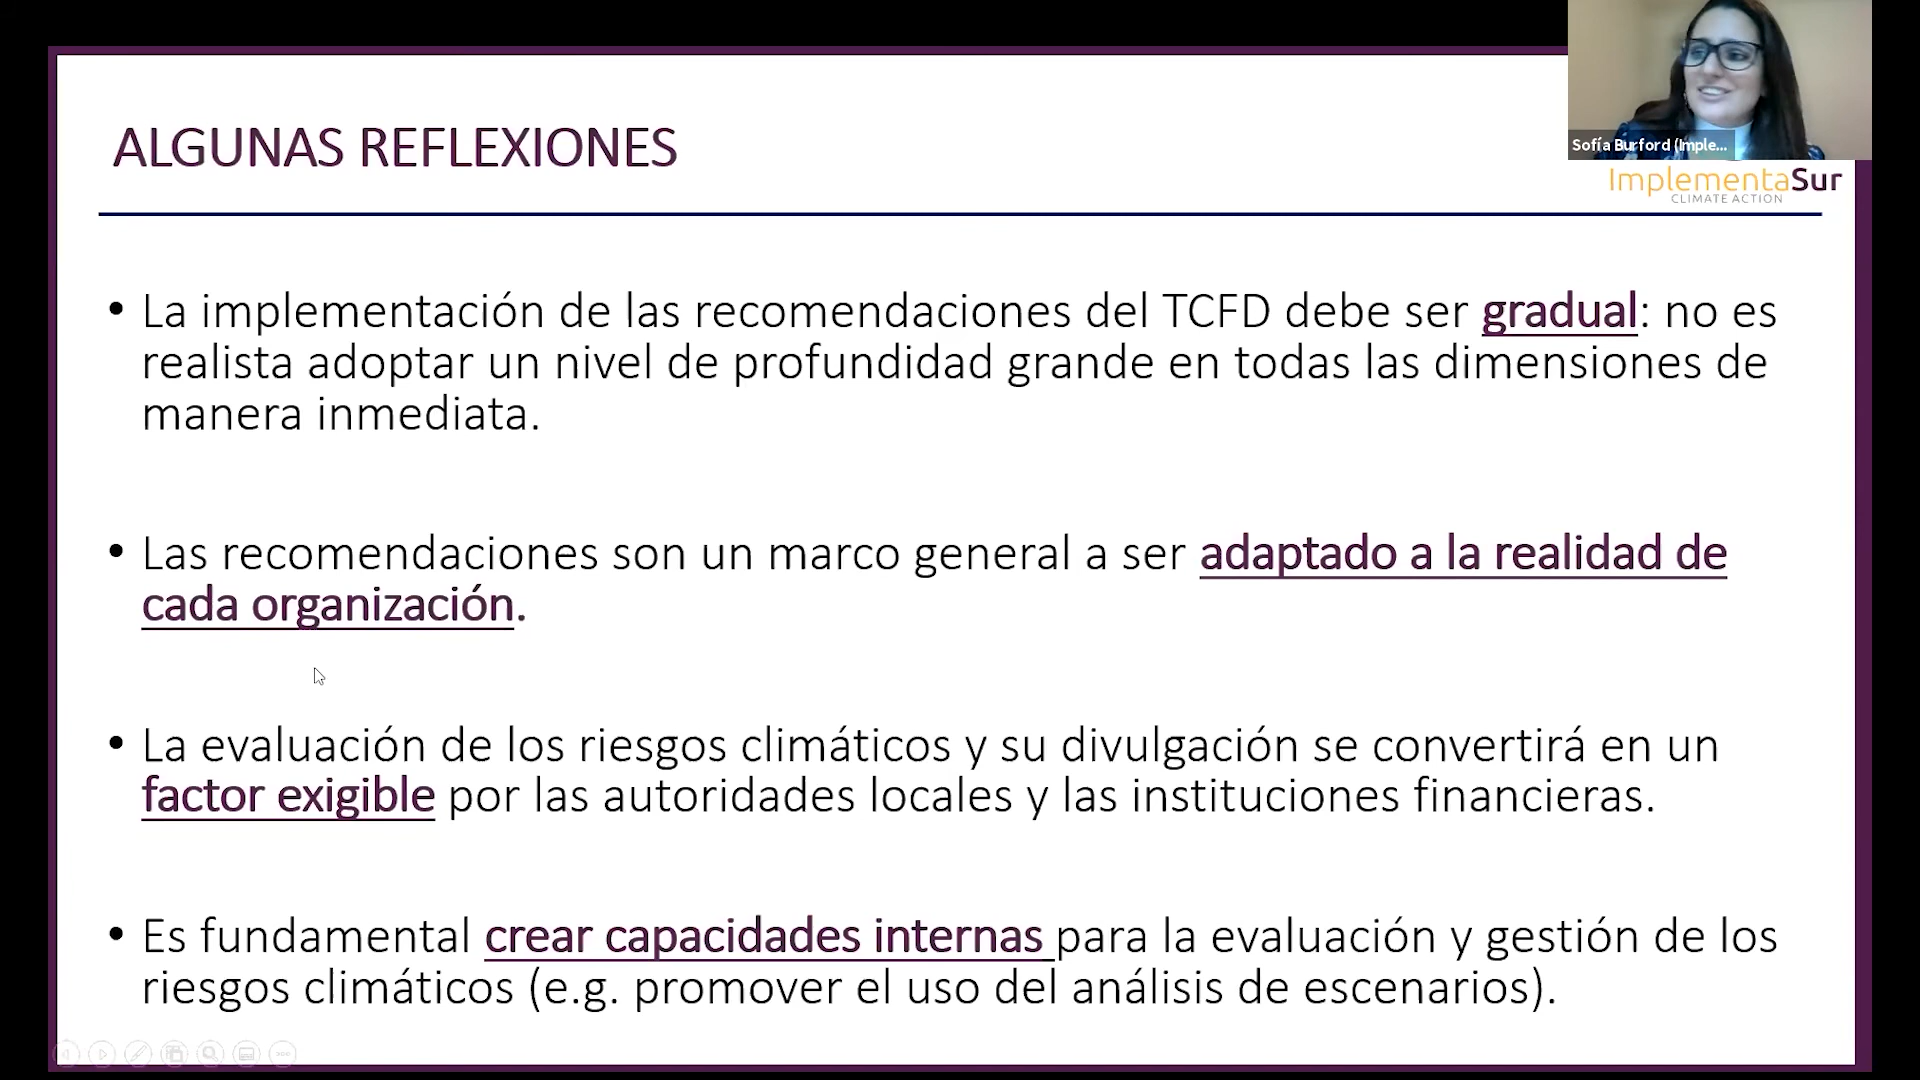 ALGUNAS REFLEXIONES
Sofía Burford (Imple...
ImplementaSur
CLIMATE ACTION
• La implementación de las recomendaciones del TCFD debe ser gradual: no es
realista adoptar un nivel de profundidad grande en todas las dimensiones de
manera inmediata.
• Las recomendaciones son un marco general a ser adaptado a la realidad de
cada organización.
• La evaluación de los riesgos climáticos y su divulgación se convertirá en un
factor exigible por las autoridades locales y las instituciones financieras.
• Es fundamental crear capacidades internas para la evaluación y gestión de los
riesgos climáticos (e.g. promover el uso del análisis de escenarios).